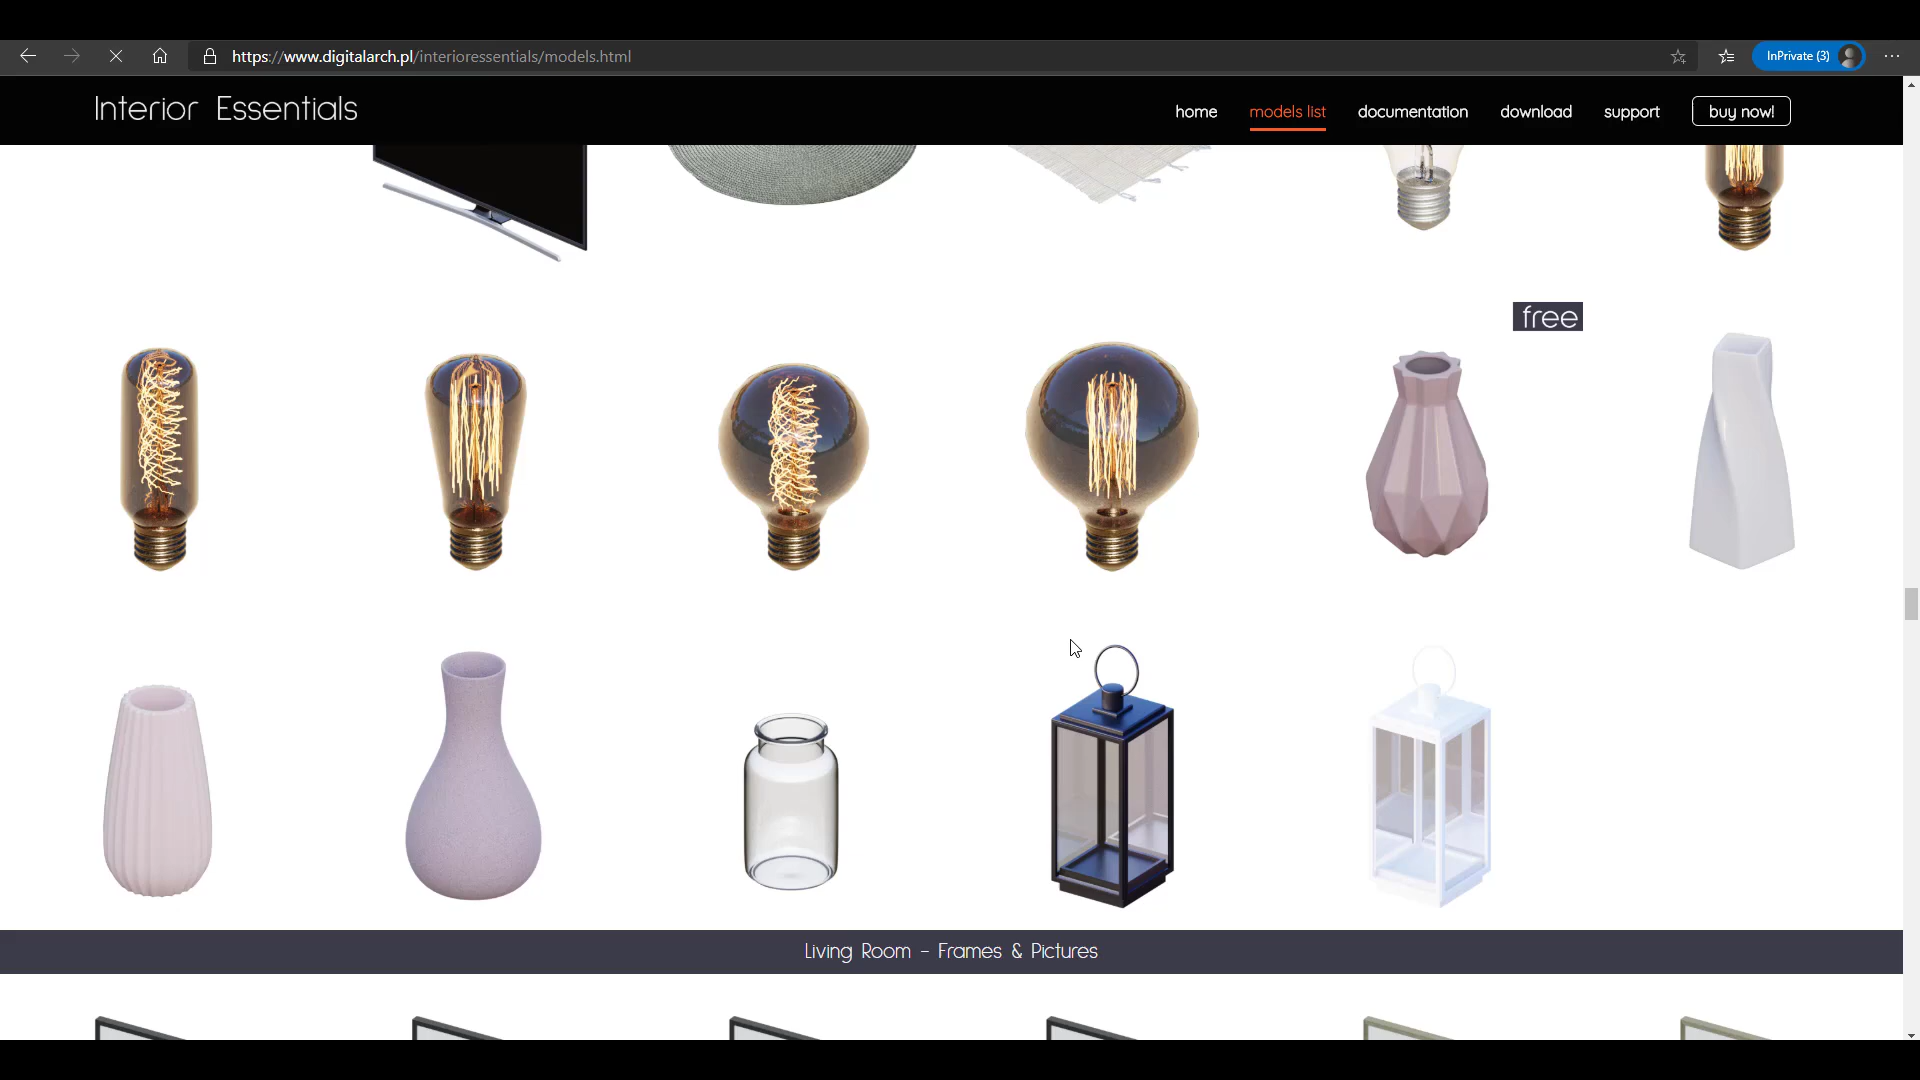 https://www.digitalarch.pl/interioressentials/models.html
InPrivate (3)
Interior Essentials
home
models list
documentation
download
support
buy now!
free
Living Room - Frames & Pictures